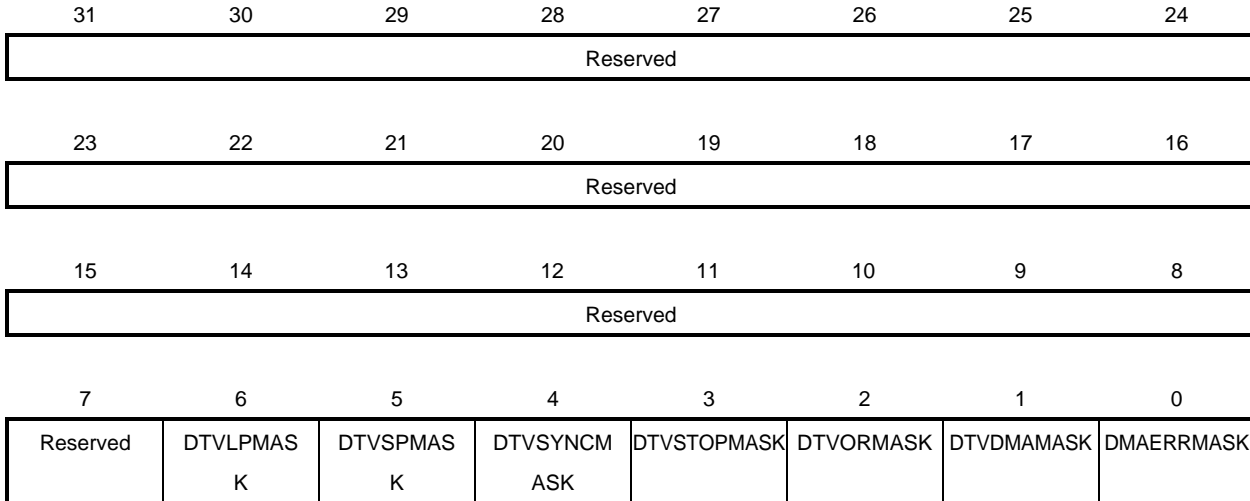 31 30 29 28 27 26 25 24
Reserved
23 22 21 20 19 18 17 16
Reserved
15 14 13 12 11 10 9 8
Reserved
7 6 5 4 3 2 1 0
Reserved DTVLPMAS DTVSPMAS DTVSYNCM DTVSTOPMASK DTVORMASK DTVDMAMASK DMAERRMASK
K K ASK